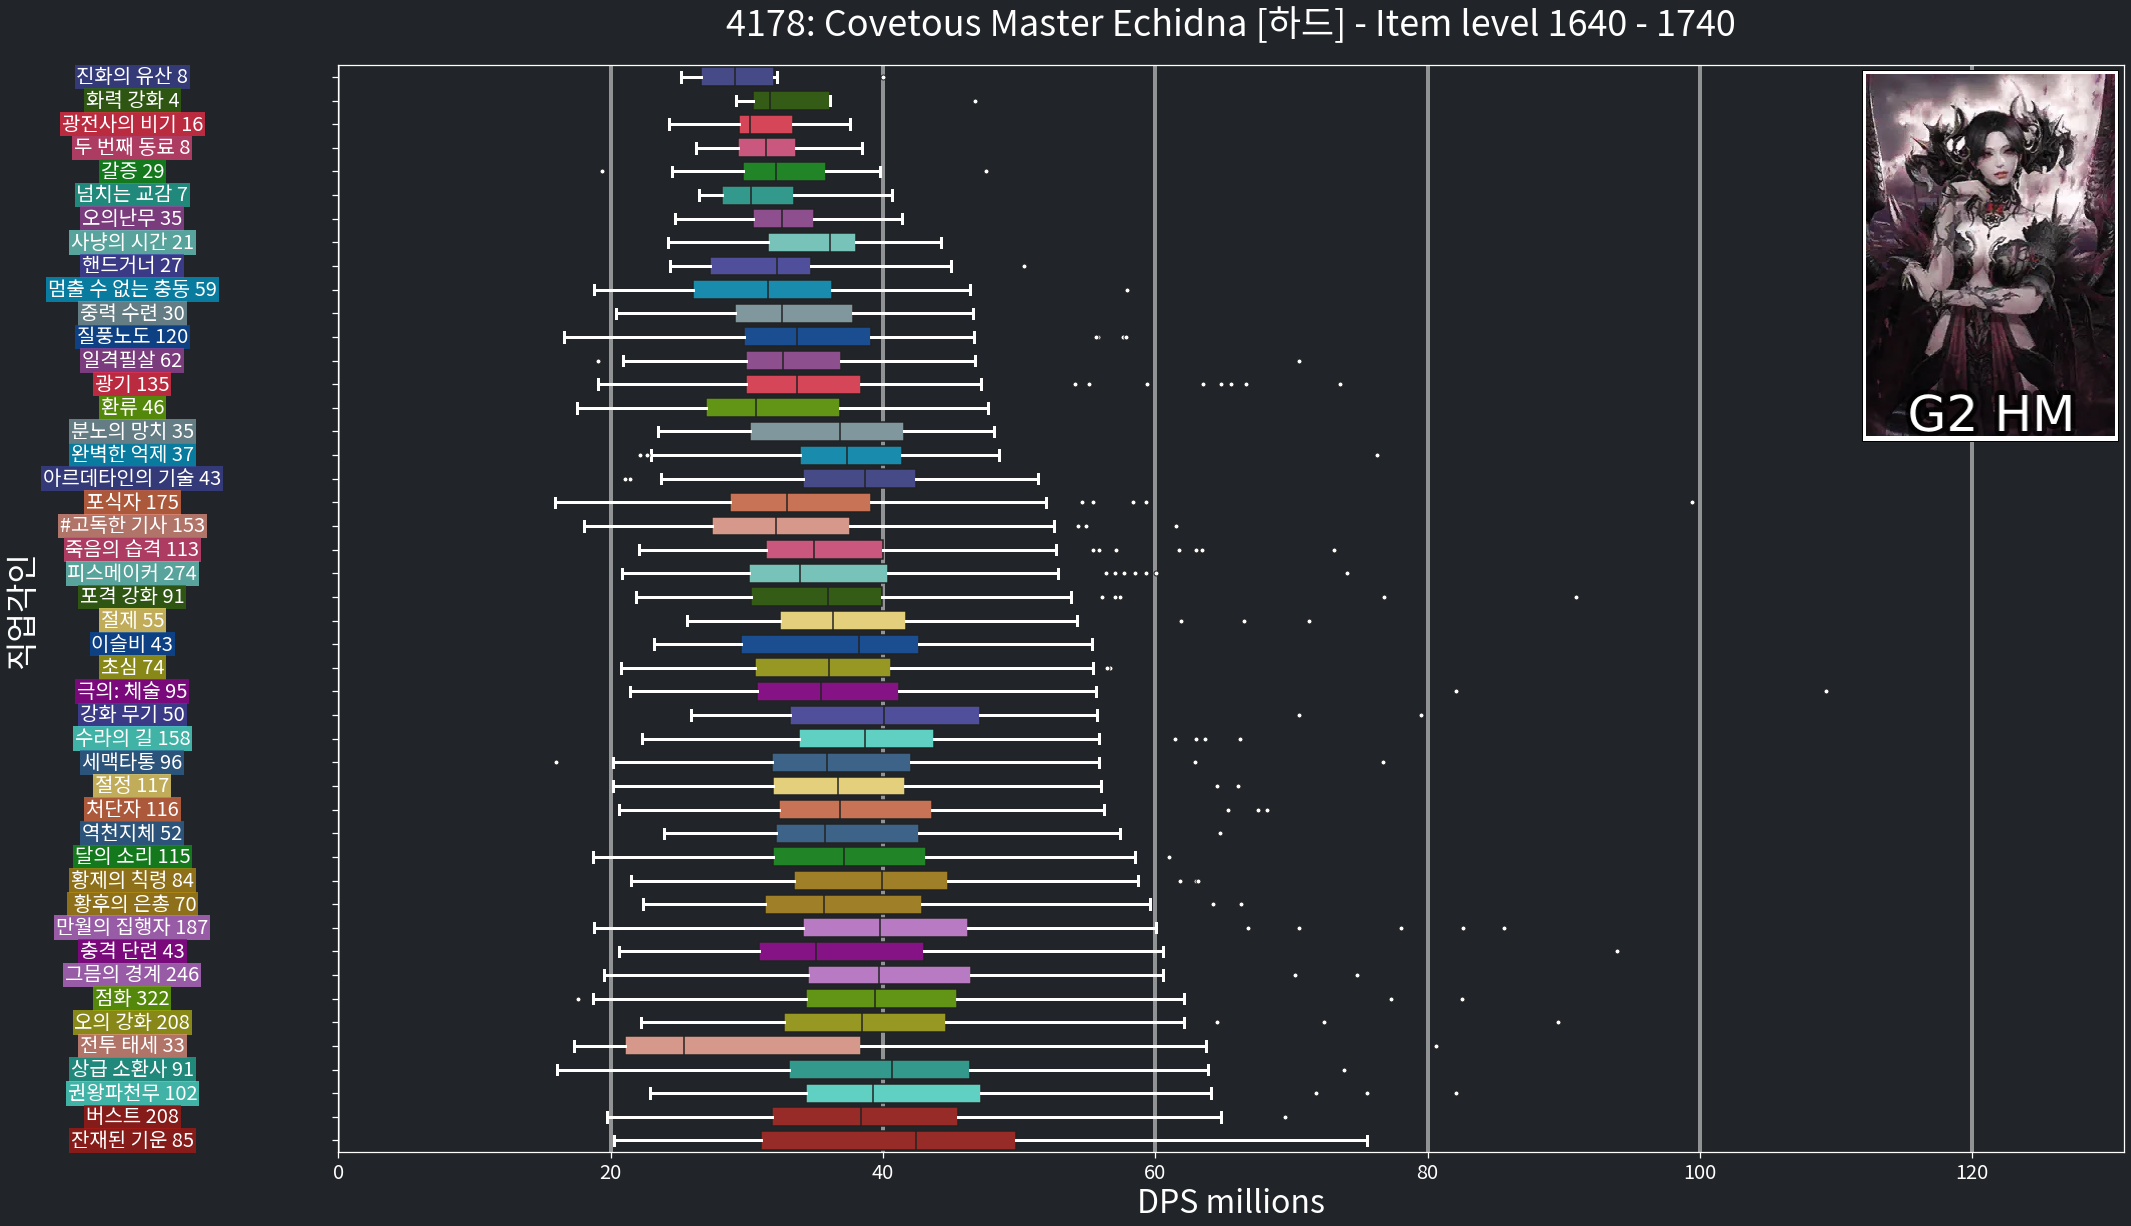 4178: Covetous Master Echidna [하드] - Item level 1640 - 1740
진화의 유산 8
화력 강화 4
광전사의 비기 16
두 번째 동료 8
갈증 29
넘치는 교감 7
오의난무 35
사냥의 시간 21
핸드거너 27
멈출 수 없는 충동 59
중력 수련 30
질풍노도 120
일격필살 62
광기 135
환류 46
분노의 망치 35
완벽한 억제 37
아르데타인의 기술 43
포식자 175
#고독한 기사 153
죽음의 습격 113
피스메이커 274
포격 강화 91
절제 55
이슬비 43
초심 74
극의: 체술 95
강화 무기 50
수라의 길 158
세맥타통 96
절정 117
처단자 116
역천지체 52
달의 소리 115
황제의 칙령 84
황후의 은총 70
만월의 집행자 187
충격 단련 43
그믐의 경계 246
점화 322
오의 강화 208
전투 태세 33
상급 소환사 91
권왕파천무 102
버스트 208
잔재된 기운 85
직업각인
G2 HM
0 20 40 60 80 100 120
DPS millions